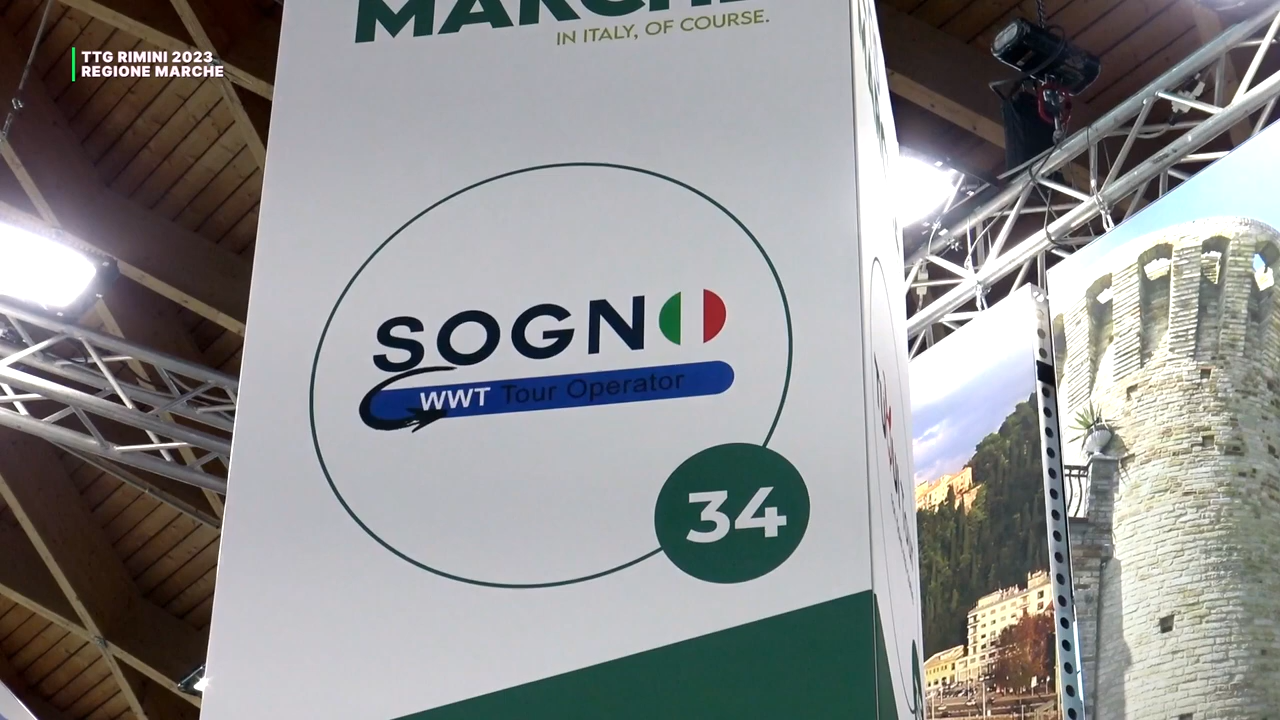 TTG RIMINI 2023
REGIONE MARCHE
MARCHE
IN ITALY, OF COURSE.
SOGNO
WWT Tour Operator
34